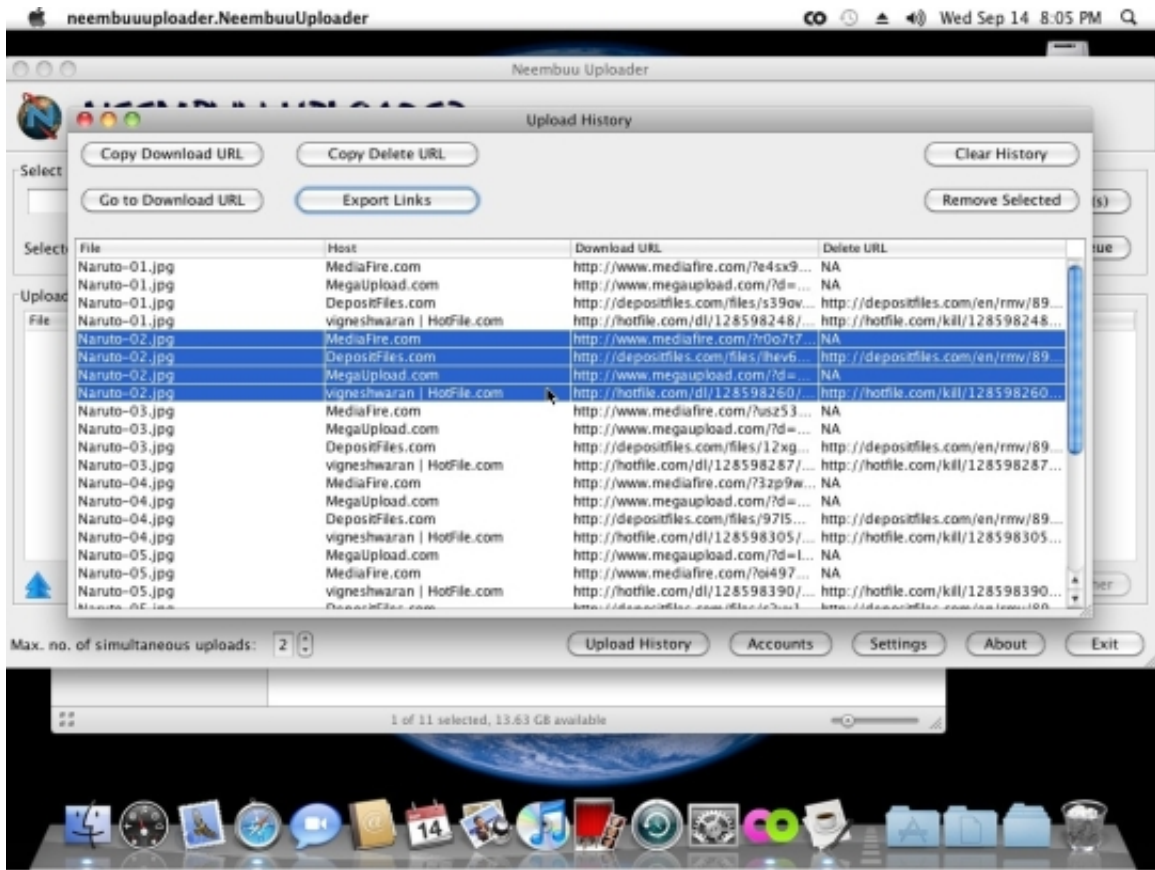 neembuuuploader.NeembuuUploader
Wed Sep 14 8:05 PM
Neembuu Uploader
NEEMBUU UPLOADER
Upload History
Copy Download URL Copy Delete URL Clear History
Select
Go to Download URL Export Links Remove Selected
(s)
File Host Download URL Delete URL
Naruto-01.jpg MediaFire.com http://www.mediafire.com/?e4sx9... NA
Naruto-01.jpg MegaUpload.com http://www.megaupload.com/?d=... NA
Naruto-01.jpg DepositFiles.com http://depositfiles.com/files/s39ov... http://depositfiles.com/en/rmv/89...
Upload
File
Naruto-01.jpg vigneshwaran | HotFile.com http://hotfile.com/dl/128598248/... http://hotfile.com/kill/128598248...
Naruto-02.jpg MediaFire.com http://www.mediafire.com/?r0o7t7... NA
Naruto-02.jpg DepositFiles.com http://depositfiles.com/files/lhev6... http://depositfiles.com/en/rmv/89...
Naruto-02.jpg MegaUpload.com http://www.megaupload.com/?d=... NA
Naruto-02.jpg vigneshwaran | HotFile.com http://hotfile.com/dl/128598260/... http://hotfile.com/kill/128598260...
Naruto-03.jpg MediaFire.com http://www.mediafire.com/?usz53... NA
Naruto-03.jpg MegaUpload.com http://www.megaupload.com/?d=... NA
Naruto-03.jpg DepositFiles.com http://depositfiles.com/files/12xg... http://depositfiles.com/en/rmv/89...
Naruto-03.jpg vigneshwaran | HotFile.com http://hotfile.com/dl/128598287/... http://hotfile.com/kill/128598287...
Naruto-04.jpg MediaFire.com http://www.mediafire.com/?3zp9w... NA
Naruto-04.jpg MegaUpload.com http://www.megaupload.com/?d=... NA
Naruto-04.jpg DepositFiles.com http://depositfiles.com/files/97l5... http://depositfiles.com/en/rmv/89...
Naruto-04.jpg vigneshwaran | HotFile.com http://hotfile.com/dl/128598305/... http://hotfile.com/kill/128598305...
Naruto-05.jpg MegaUpload.com http://www.megaupload.com/?d=I... NA
Naruto-05.jpg MediaFire.com http://www.mediafire.com/?oi497... NA
Naruto-05.jpg vigneshwaran | HotFile.com http://hotfile.com/dl/128598390/... http://hotfile.com/kill/128598390...
Max. no. of simultaneous uploads: 2 Upload History Accounts Settings About Exit
1 of 11 selected, 13.63 GB available
14